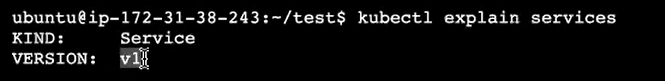 ubuntu@ip-172-31-38-243:~/test$ kubectl explain services
KIND:     Service
VERSION:  v1